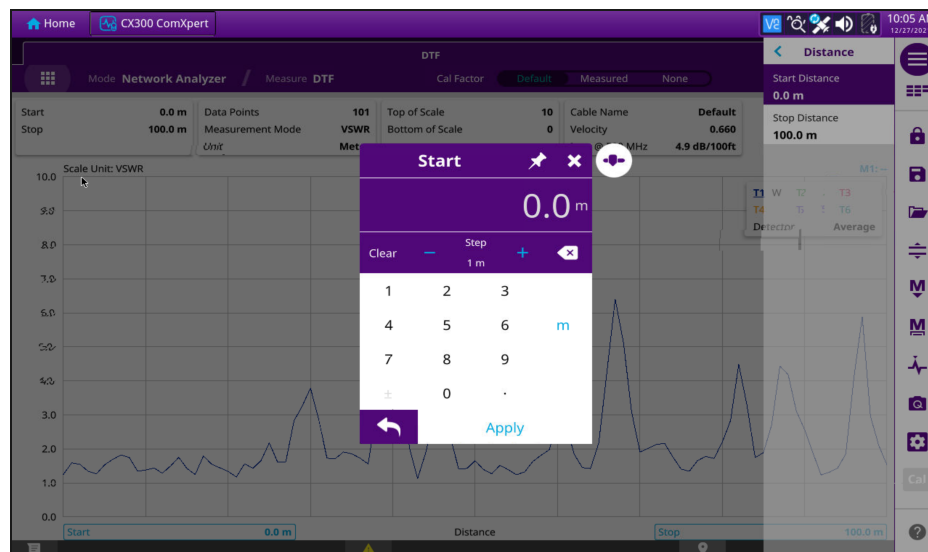 Home
CX300 ComXpert
10:05 AM
Distance
DTF
Mode Network Analyzer / Measure DTF
Cal Factor Default Measured None
Start Distance
0.0 m
Stop Distance
100.0 m
Start 0.0 m
Stop 100.0 m
Data Points 101
Measurement Mode VSWR
Unit
Top of Scale 10
Bottom of Scale 0
Cable Name Default
Velocity 0.660
MHz 4.9 dB/100ft
Scale Unit: VSWR
M1: --
T1 W T2 T3
T4 T5 T6
Detector Average
Start
0.0 m
Clear
−
Step
1 m
+
1 2 3
4 5 6 m
7 8 9
± 0 .
Apply
10.0
9.0
8.0
7.0
6.0
4.0
3.0
2.0
1.0
0.0
Start 0.0 m
Distance
Stop 100.0 m
M
M
Cal
?